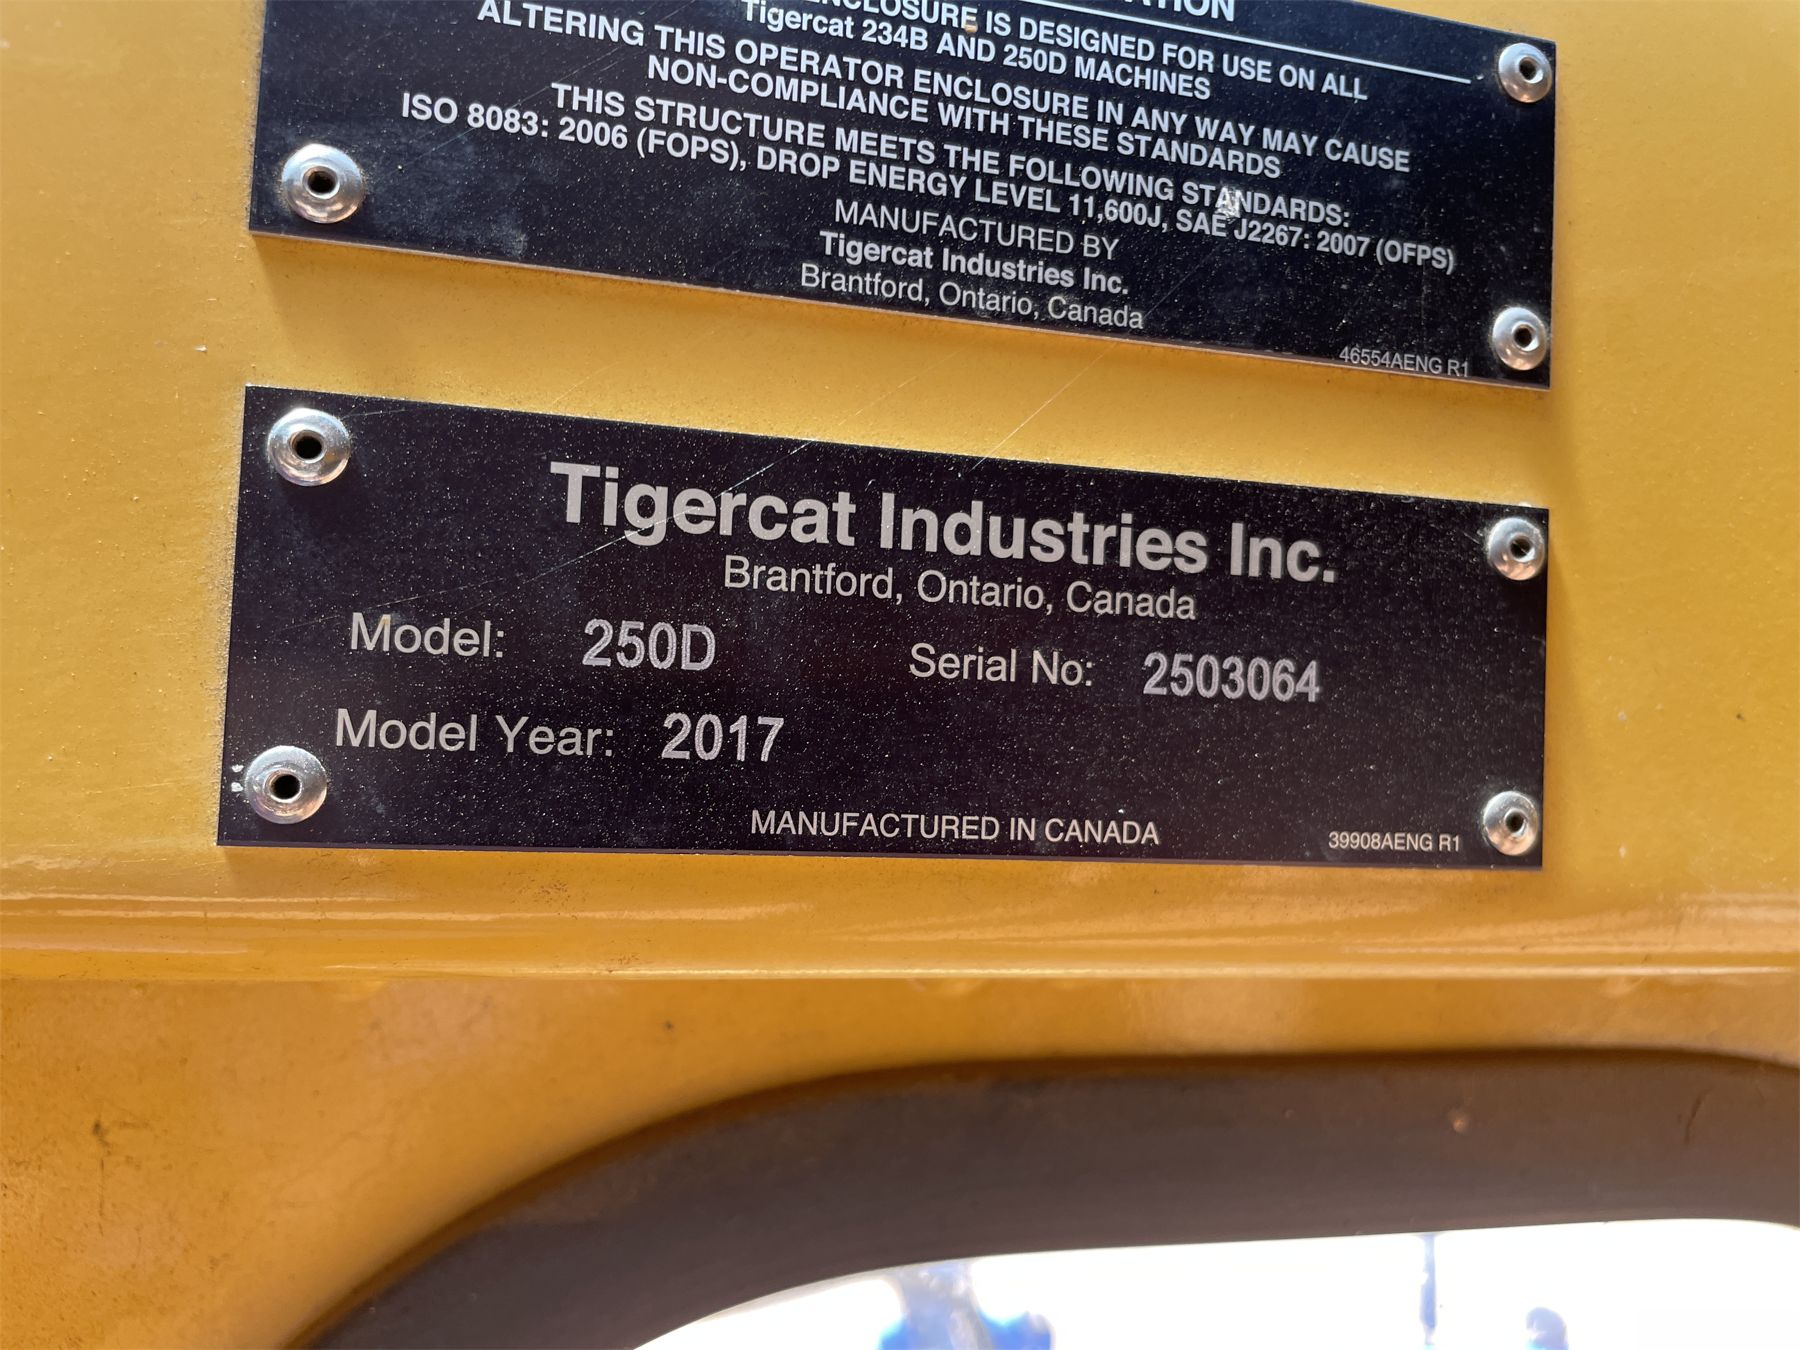 ENCLOSURE IS DESIGNED FOR USE ON ALL
Tigercat 234B AND 250D MACHINES
ALTERING THIS OPERATOR ENCLOSURE IN ANY WAY MAY CAUSE
NON-COMPLIANCE WITH THESE STANDARDS
THIS STRUCTURE MEETS THE FOLLOWING STANDARDS:
ISO 8083: 2006 (FOPS), DROP ENERGY LEVEL 11,600J, SAE J2267: 2007 (OFPS)
MANUFACTURED BY
Tigercat Industries Inc.
Brantford, Ontario, Canada
46554AENG R1
Tigercat Industries Inc.
Brantford, Ontario, Canada
Model: 250D Serial No: 2503064
Model Year: 2017
MANUFACTURED IN CANADA
39908AENG R1